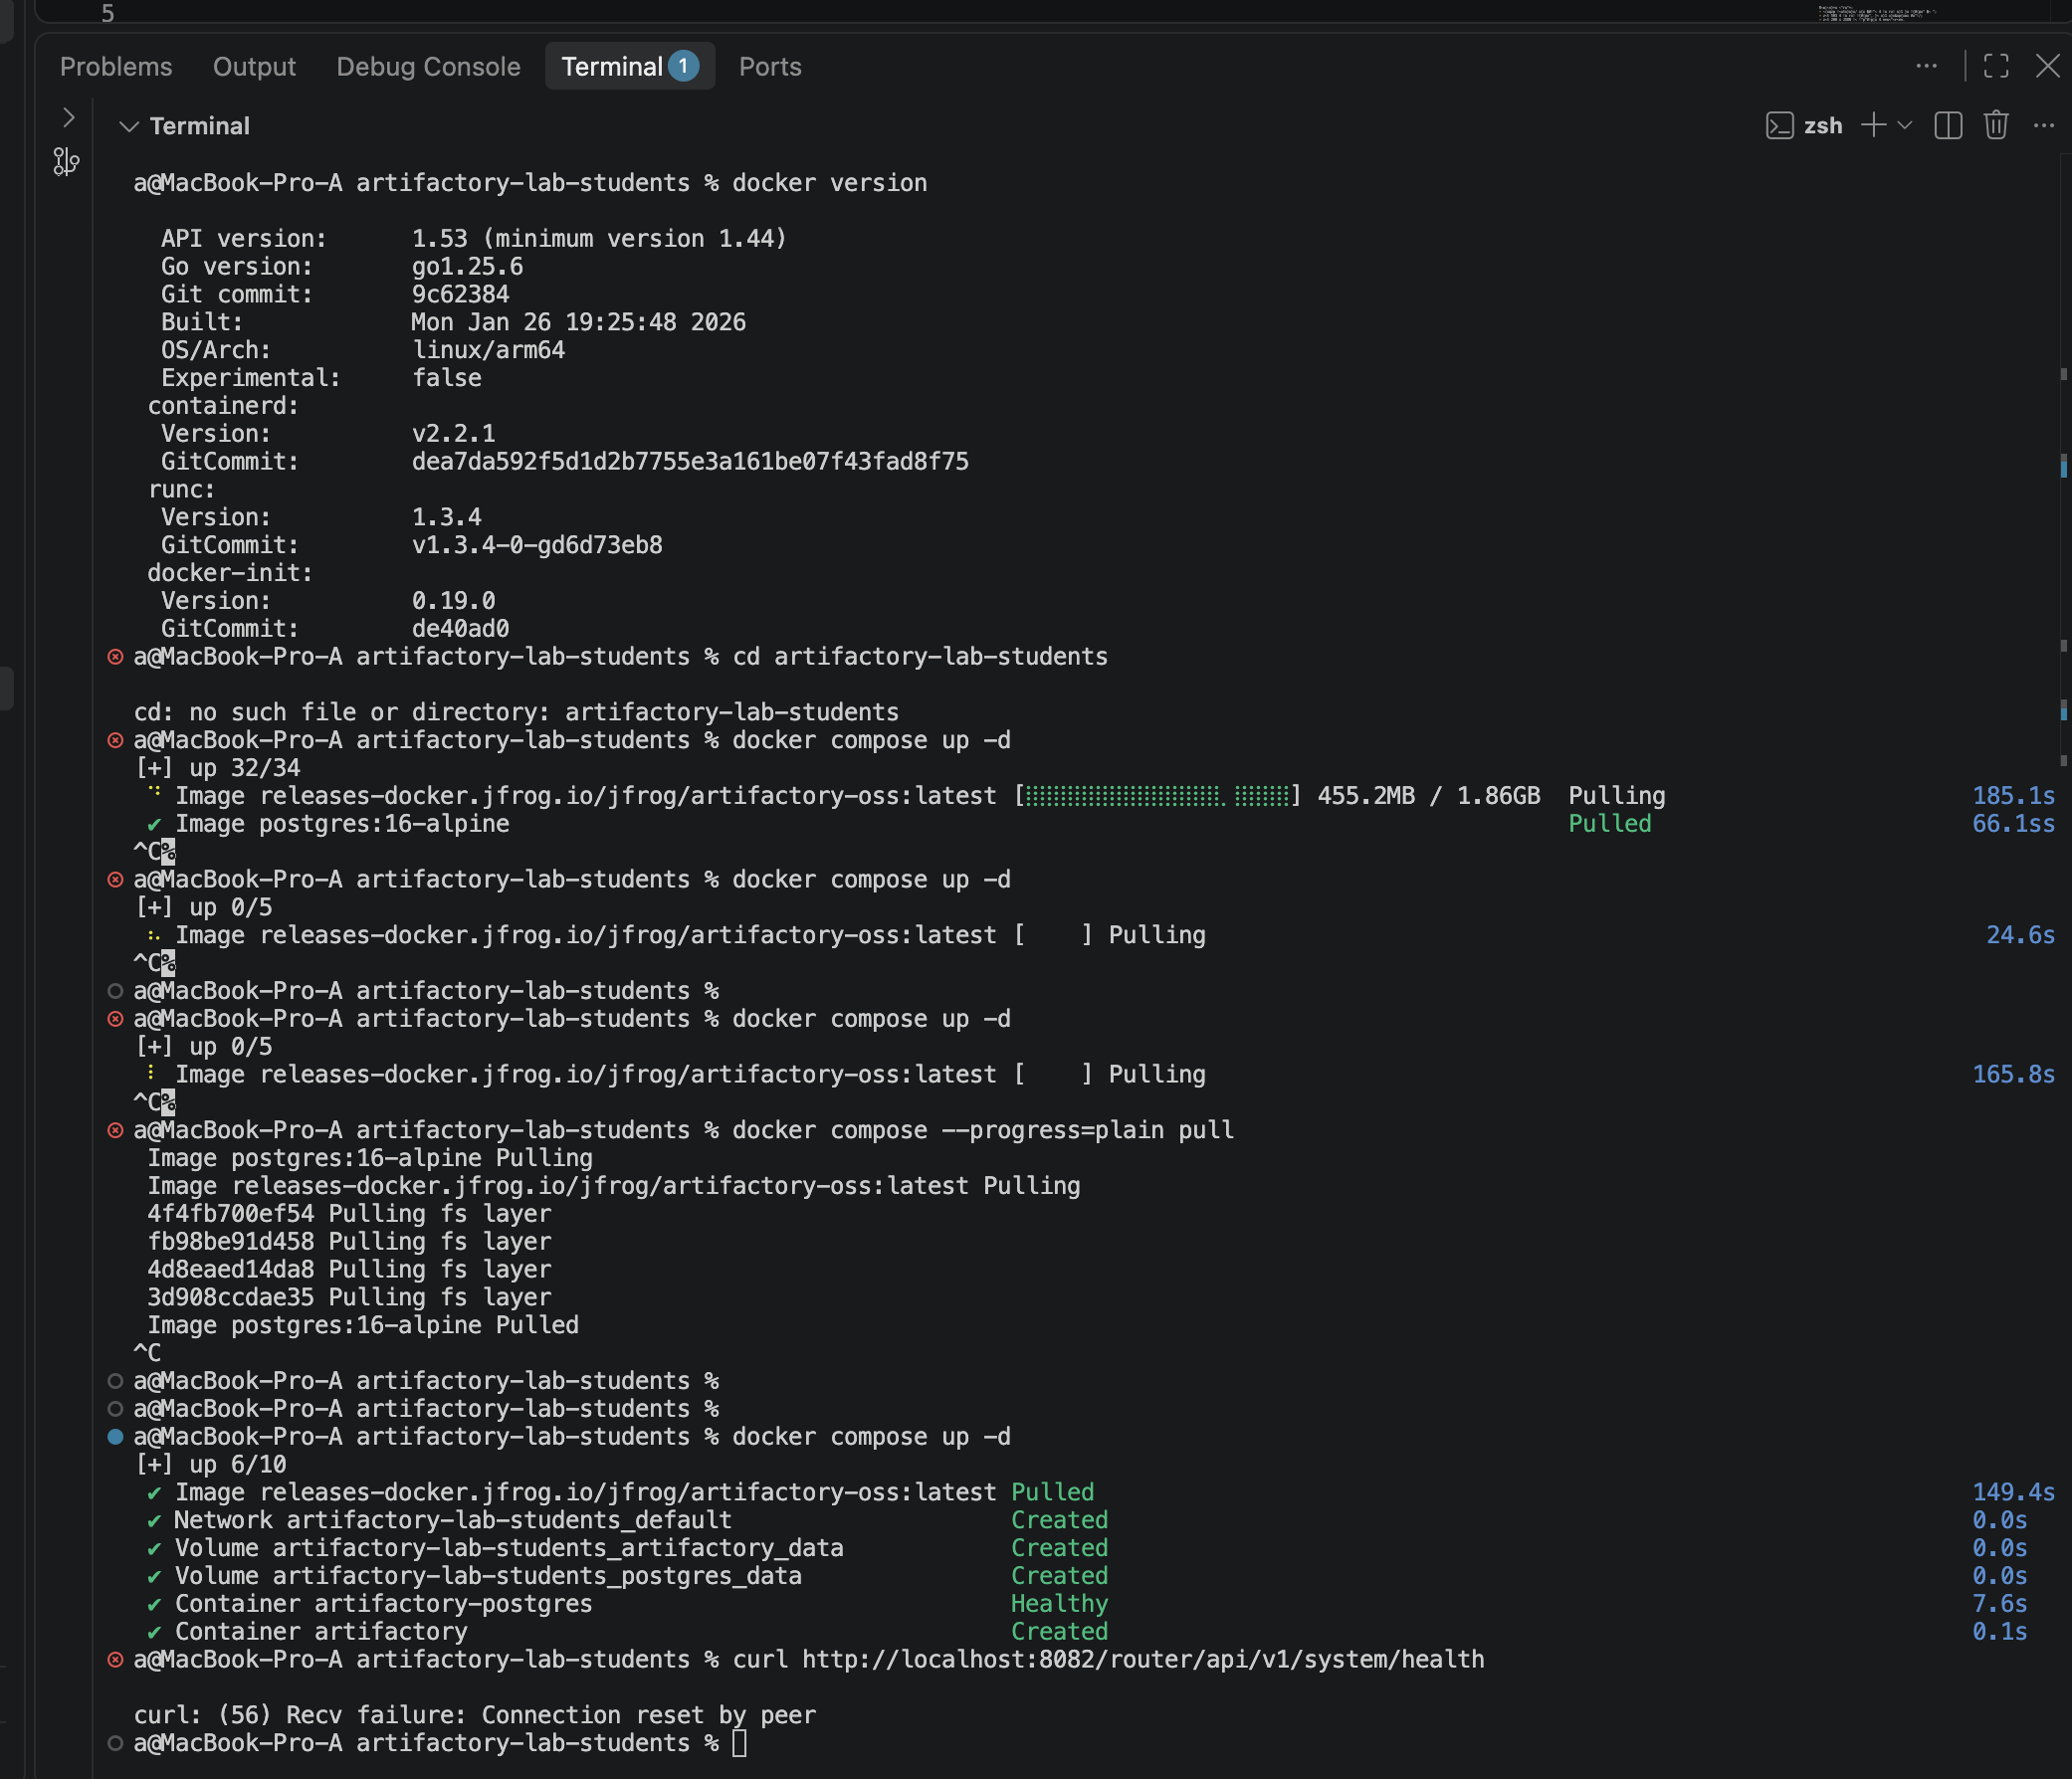 5
Problems Output Debug Console Terminal 1 Ports
Terminal
zsh
a@MacBook-Pro-A artifactory-lab-students % docker version
API version: 1.53 (minimum version 1.44)
Go version: go1.25.6
Git commit: 9c62384
Built: Mon Jan 26 19:25:48 2026
OS/Arch: linux/arm64
Experimental: false
containerd:
Version: v2.2.1
GitCommit: dea7da592f5d1d2b7755e3a161be07f43fad8f75
runc:
Version: 1.3.4
GitCommit: v1.3.4-0-gd6d73eb8
docker-init:
Version: 0.19.0
GitCommit: de40ad0
a@MacBook-Pro-A artifactory-lab-students % cd artifactory-lab-students
cd: no such file or directory: artifactory-lab-students
a@MacBook-Pro-A artifactory-lab-students % docker compose up -d
[+] up 32/34
Image releases-docker.jfrog.io/jfrog/artifactory-oss:latest [⣿⣿⣿⣿⣿⣿⣿⣿⣿⣿⣿⣿⣿⣿⣀⣿⣿⣿⣿] 455.2MB / 1.86GB Pulling 185.1s
✔ Image postgres:16-alpine Pulled 66.1ss
^C%
a@MacBook-Pro-A artifactory-lab-students % docker compose up -d
[+] up 0/5
Image releases-docker.jfrog.io/jfrog/artifactory-oss:latest [    ] Pulling 24.6s
^C%
a@MacBook-Pro-A artifactory-lab-students %
a@MacBook-Pro-A artifactory-lab-students % docker compose up -d
[+] up 0/5
Image releases-docker.jfrog.io/jfrog/artifactory-oss:latest [    ] Pulling 165.8s
^C%
a@MacBook-Pro-A artifactory-lab-students % docker compose --progress=plain pull
Image postgres:16-alpine Pulling
Image releases-docker.jfrog.io/jfrog/artifactory-oss:latest Pulling
4f4fb700ef54 Pulling fs layer
fb98be91d458 Pulling fs layer
4d8eaed14da8 Pulling fs layer
3d908ccdae35 Pulling fs layer
Image postgres:16-alpine Pulled
^C
a@MacBook-Pro-A artifactory-lab-students %
a@MacBook-Pro-A artifactory-lab-students %
a@MacBook-Pro-A artifactory-lab-students % docker compose up -d
[+] up 6/10
✔ Image releases-docker.jfrog.io/jfrog/artifactory-oss:latest Pulled 149.4s
✔ Network artifactory-lab-students_default Created 0.0s
✔ Volume artifactory-lab-students_artifactory_data Created 0.0s
✔ Volume artifactory-lab-students_postgres_data Created 0.0s
✔ Container artifactory-postgres Healthy 7.6s
✔ Container artifactory Created 0.1s
a@MacBook-Pro-A artifactory-lab-students % curl http://localhost:8082/router/api/v1/system/health
curl: (56) Recv failure: Connection reset by peer
a@MacBook-Pro-A artifactory-lab-students %